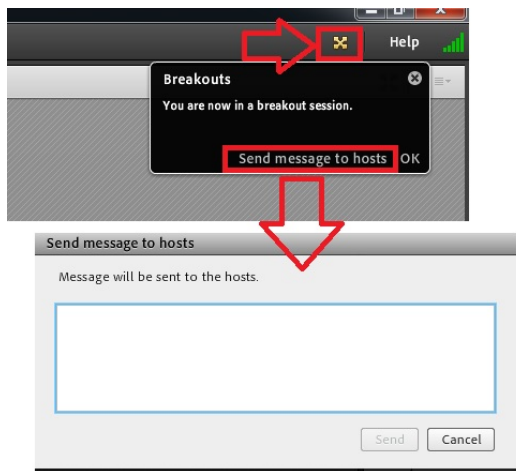 Help
Breakouts
You are now in a breakout session.
Send message to hosts OK
Send message to hosts
Message will be sent to the hosts.
Send Cancel